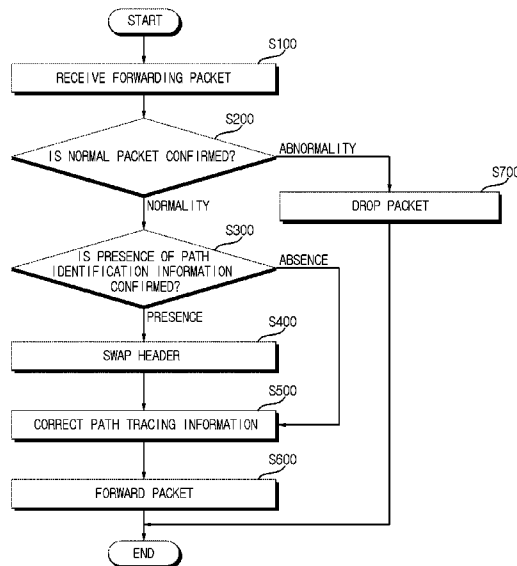 START
S100
RECEIVE FORWARDING PACKET
S200
IS NORMAL PACKET CONFIRMED?
ABNORMALITY
NORMALITY
S700
DROP PACKET
S300
IS PRESENCE OF PATH
IDENTIFICATION INFORMATION
CONFIRMED?
ABSENCE
PRESENCE
S400
SWAP HEADER
S500
CORRECT PATH TRACING INFORMATION
S600
FORWARD PACKET
END